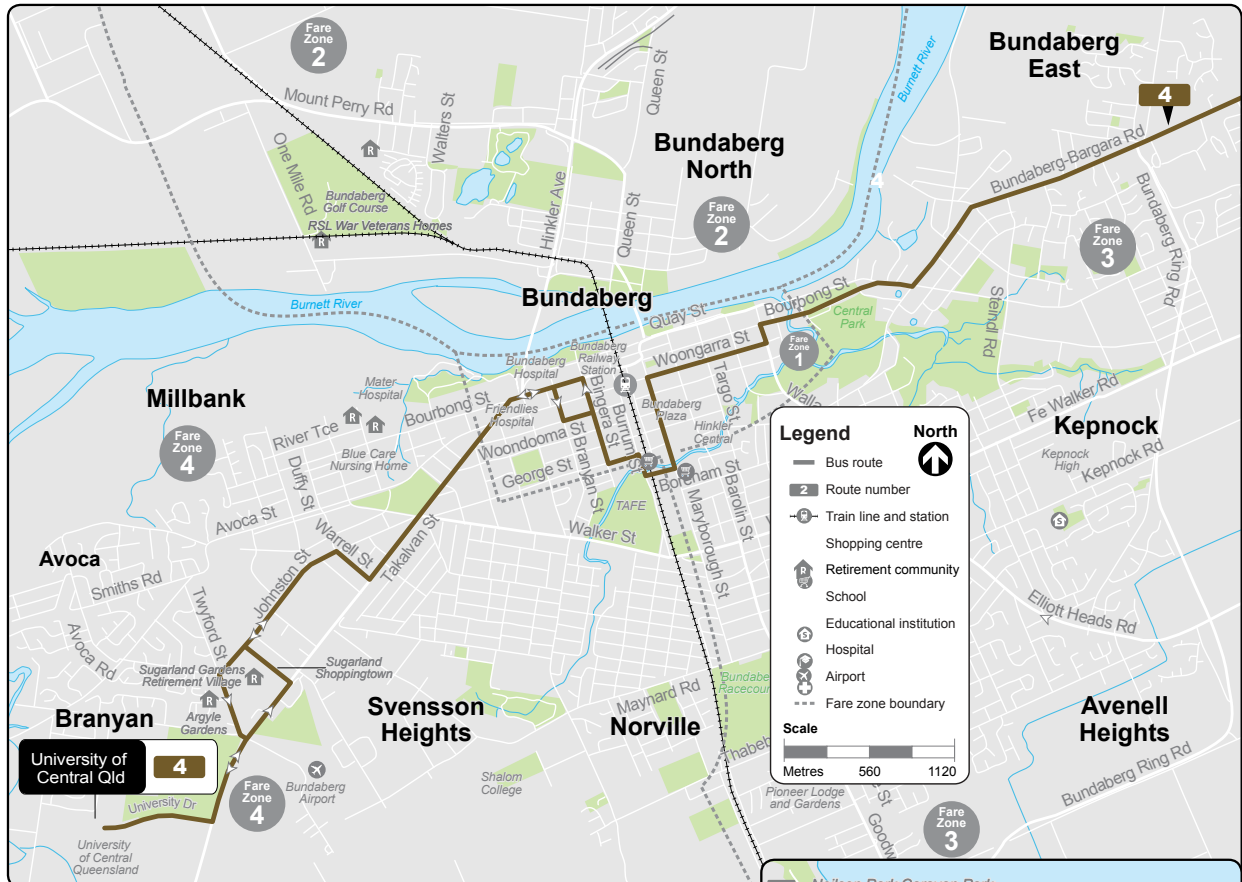 Fare
Zone
2
Bundaberg
East
4
Mount Perry Rd
Walters St
Queen St
Burnett River
One Mile Rd
Bundaberg
North
Bundaberg-Bargara Rd
Bundaberg
Golf Course
RSL War Veterans Homes
Hinkler Ave
Queen St
Fare
Zone
2
4
Fare
Zone
3
Bundaberg Ring Rd
Burnett River
Bundaberg
Quay St
Bourbong St
Central
Park
Steindl Rd
Woongarra St
Fare
Zone
1
Bundaberg
Railway
Station
Bundaberg
Hospital
Mater
Hospital
Millbank
Bourbong St
Friendlies
Hospital
Bingera St
Burrum St
Bundaberg
Plaza
Targo St
Fe Walker Rd
Fare
Zone
4
River Tce
Blue Care
Nursing Home
Woondooma St
George St
Branyan St
Hinkler
Central
Kepnock
Kepnock
High
Kepnock Rd
Duffy St
Avoca St
Boreham St
TAFE
Barolin St
Maryborough St
Walker St
Warrell St
Takalvan St
Avoca
Smiths Rd
Johnston St
Twyford St
Avoca Rd
Elliott Heads Rd
Sugarland Gardens
Retirement Village
Sugarland
Shoppingtown
Argyle
Gardens
Branyan
Svensson
Heights
Maynard Rd
Norville
Avenell
Heights
University of
Central Qld
4
University Dr
Fare
Zone
4
Bundaberg
Airport
Shalom
College
Pioneer Lodge
and Gardens
Bundaberg Ring Rd
Fare
Zone
3
University
of Central
Queensland
Legend
North
Bus route
2
Route number
Train line and station
Shopping centre
R
Retirement community
School
Educational institution
S
Hospital
Airport
Fare zone boundary
Scale
Metres 560 1120